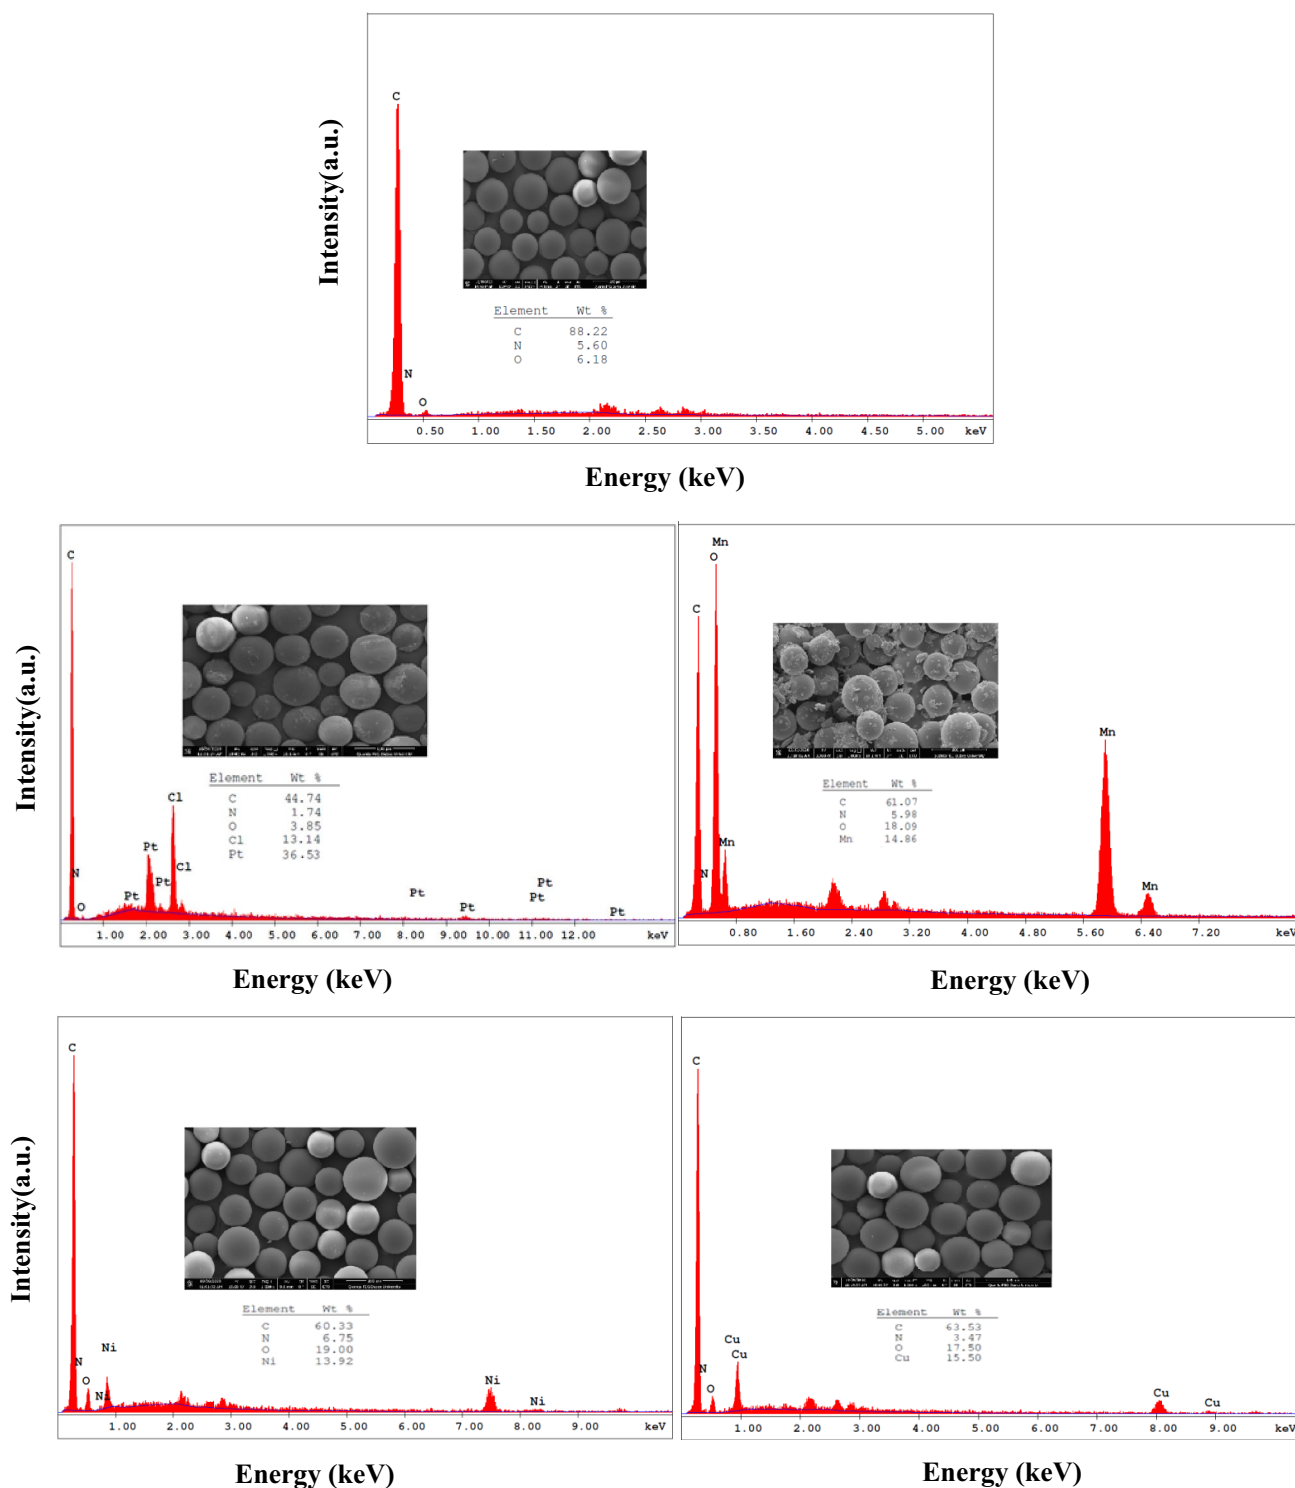 Intensity(a.u.)
C
N
O
Element Wt %
C 88.22
N 5.60
O 6.18
0.50 1.00 1.50 2.00 2.50 3.00 3.50 4.00 4.50 5.00 keV
Energy (keV)
Intensity(a.u.)
C
N
O
Pt
Pt
Pt
Cl
Cl
Pt
Pt
Pt
Pt
Pt
Element Wt %
C 44.74
N 1.74
O 3.85
Cl 13.14
Pt 36.53
1.00 2.00 3.00 4.00 5.00 6.00 7.00 8.00 9.00 10.00 11.00 12.00 keV
Energy (keV)
Mn
O
C
N
Mn
Mn
Mn
Element Wt %
C 61.07
N 5.98
O 18.09
Mn 14.86
0.80 1.60 2.40 3.20 4.00 4.80 5.60 6.40 7.20 keV
Energy (keV)
Intensity(a.u.)
C
N
O
Ni
Ni
Ni
Ni
Element Wt %
C 60.33
N 6.75
O 19.00
Ni 13.92
1.00 2.00 3.00 4.00 5.00 6.00 7.00 8.00 9.00 keV
Energy (keV)
C
N
O
Cu
Cu
Cu
Cu
Element Wt %
C 63.53
N 3.47
O 17.50
Cu 15.50
1.00 2.00 3.00 4.00 5.00 6.00 7.00 8.00 9.00 keV
Energy (keV)